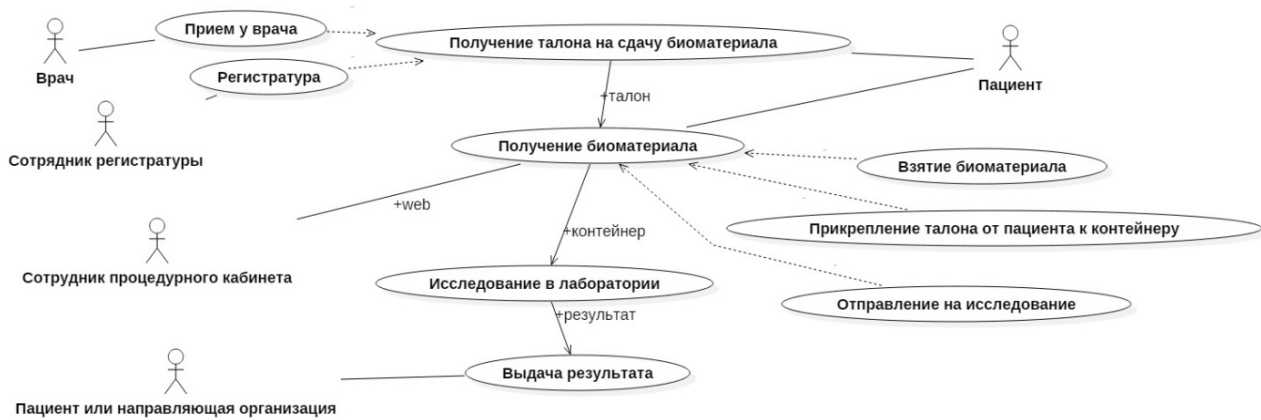 Прием у врача
Получение талона на сдачу биоматериала
Врач
Регистратура
Пациент
+талон
Сотрядник регистратуры
Получение биоматериала
Взятие биоматериала
+web
Прикрепление талона от пациента к контейнеру
+контейнер
Сотрудник процедурного кабинета
Исследование в лаборатории
Отправление на исследование
+результат
Выдача результата
Пациент или направляющая организация